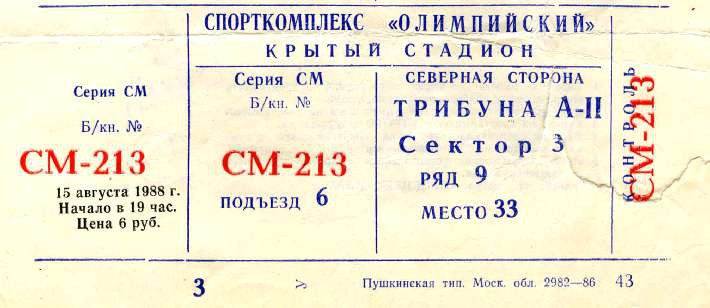 СПОРТКОМПЛЕКС «ОЛИМПИЙСКИЙ»
КРЫТЫЙ СТАДИОН
Серия СМ
Б/кн. №
СМ-213
15 августа 1988 г.
Начало в 19 час.
Цена 6 руб.
Серия СМ
Б/кн. №
СМ-213
ПОДЪЕЗД 6
СЕВЕРНАЯ СТОРОНА
ТРИБУНА А-II
Сектор 3
РЯД 9
МЕСТО 33
КОНТРОЛЬ
СМ-213
3
Пушкинская тип. Моск. обл. 2982—86 43